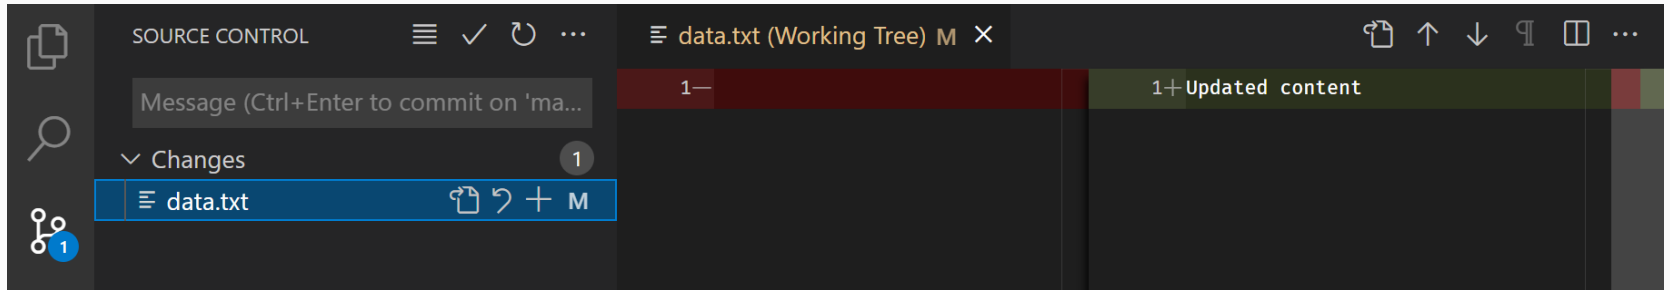 SOURCE CONTROL
data.txt (Working Tree) M
Message (Ctrl+Enter to commit on 'ma...
1—
1+Updated content
Changes 1
data.txt M
1